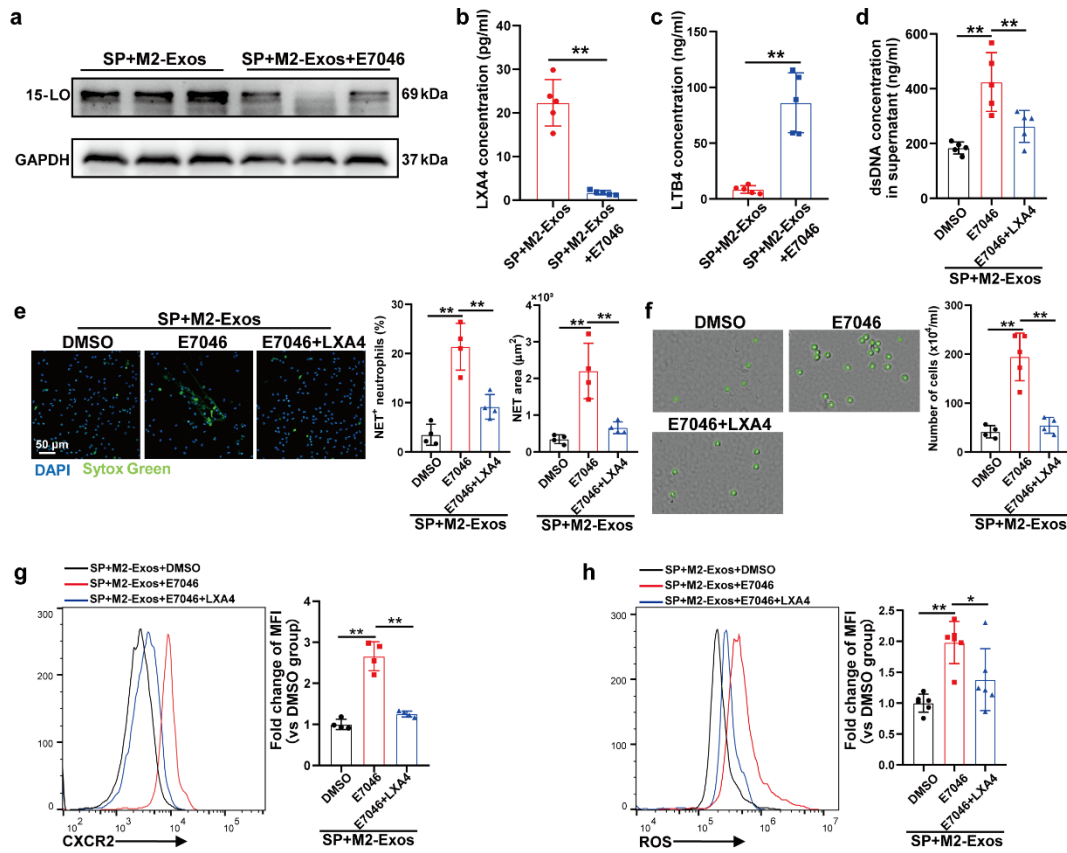 a
SP+M2-Exos SP+M2-Exos+E7046
15-LO 69 kDa
GAPDH 37 kDa
b
LXA4 concentration (pg/ml)
40
30
20
10
0
**
SP+M2-Exos
SP+M2-Exos
+E7046
c
LTB4 concentration (ng/ml)
150
100
50
0
**
SP+M2-Exos
SP+M2-Exos
+E7046
d
dsDNA concentration
in supernatant (ng/ml)
600
400
200
0
** **
DMSO
E7046
E7046+LXA4
SP+M2-Exos
e
SP+M2-Exos
DMSO E7046 E7046+LXA4
50 μm
DAPI Sytox Green
NET⁺ neutrophils (%)
30
20
10
0
** **
DMSO
E7046
E7046+LXA4
SP+M2-Exos
NET area (μm²)
×10³
4
3
2
1
0
** **
DMSO
E7046
E7046+LXA4
SP+M2-Exos
f
DMSO E7046
E7046+LXA4
Number of cells (x10⁴/ml)
300
200
100
0
** **
DMSO
E7046
E7046+LXA4
SP+M2-Exos
g
SP+M2-Exos+DMSO
SP+M2-Exos+E7046
SP+M2-Exos+E7046+LXA4
300
200
100
0
10² 10³ 10⁴ 10⁵
CXCR2
Fold change of MFI
(vs DMSO group)
4
3
2
1
0
** **
DMSO
E7046
E7046+LXA4
SP+M2-Exos
h
SP+M2-Exos+DMSO
SP+M2-Exos+E7046
SP+M2-Exos+E7046+LXA4
300
200
100
0
10⁴ 10⁵ 10⁶ 10⁷
ROS
Fold change of MFI
(vs DMSO group)
2.5
2.0
1.5
1.0
0.5
0.0
** *
DMSO
E7046
E7046+LXA4
SP+M2-Exos